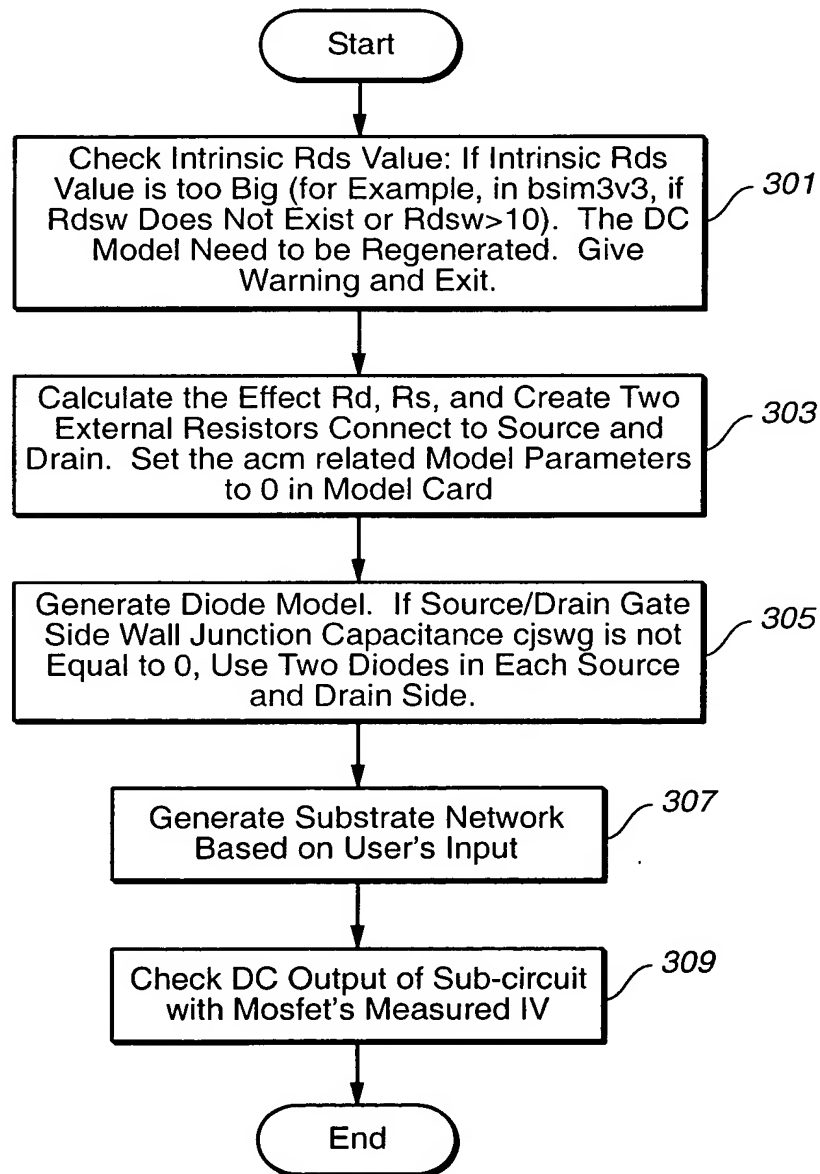 Start
Check Intrinsic Rds Value: If Intrinsic Rds
Value is too Big (for Example, in bsim3v3, if
Rdsw Does Not Exist or Rdsw>10). The DC
Model Need to be Regenerated. Give
Warning and Exit.
301
Calculate the Effect Rd, Rs, and Create Two
External Resistors Connect to Source and
Drain. Set the acm related Model Parameters
to 0 in Model Card
303
Generate Diode Model. If Source/Drain Gate
Side Wall Junction Capacitance cjswg is not
Equal to 0, Use Two Diodes in Each Source
and Drain Side.
305
Generate Substrate Network
Based on User's Input
307
Check DC Output of Sub-circuit
with Mosfet's Measured IV
309
End